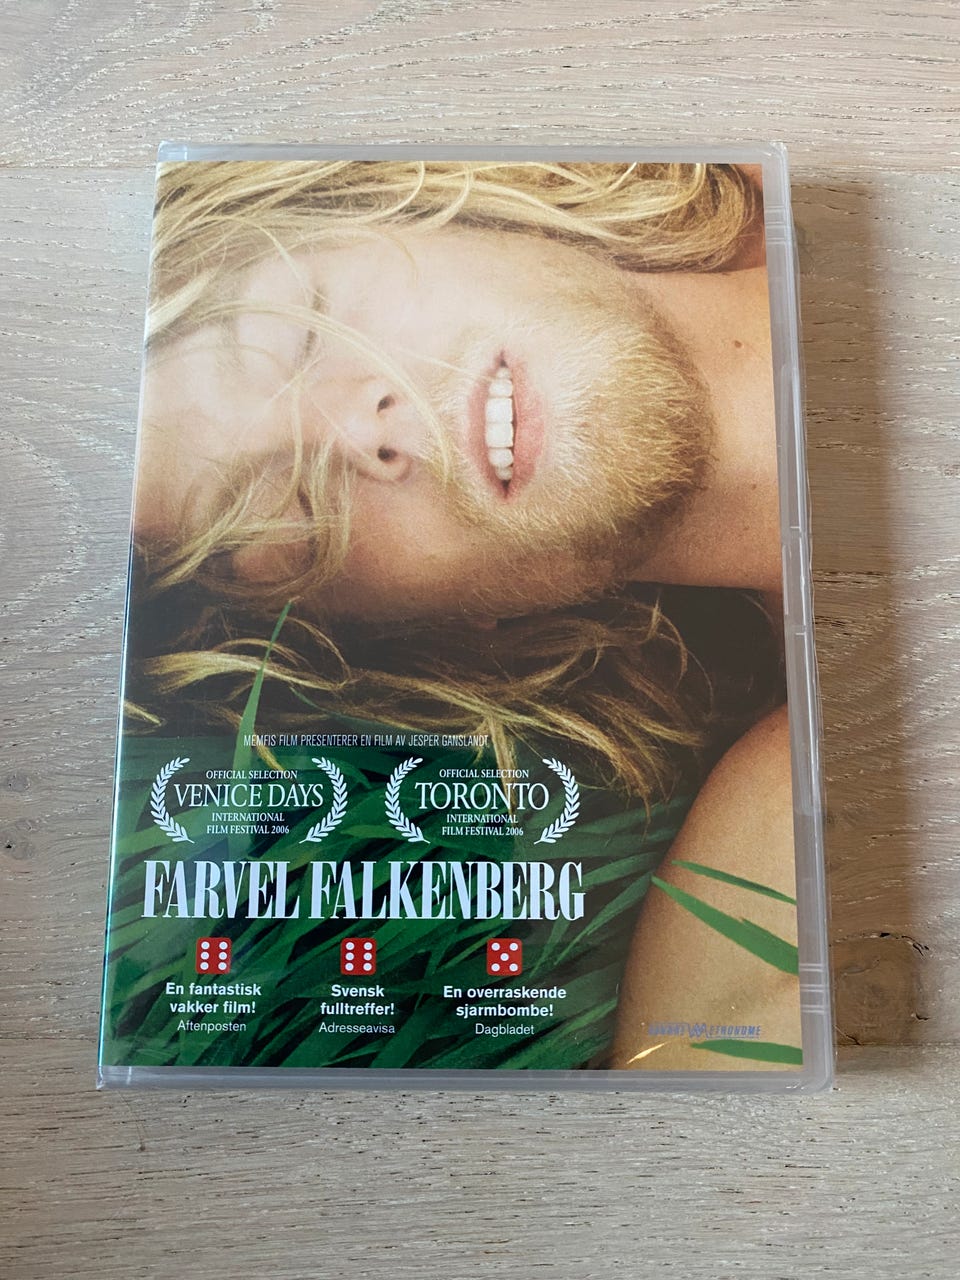 MEMFIS FILM PRESENTERER EN FILM AV JESPER GANSLANDT
OFFICIAL SELECTION
VENICE DAYS
INTERNATIONAL
FILM FESTIVAL 2006
OFFICIAL SELECTION
TORONTO
INTERNATIONAL
FILM FESTIVAL 2006
FARVEL FALKENBERG
En fantastisk
vakker film!
Aftenposten
Svensk
fulltreffer!
Adresseavisa
En overraskende
sjarmbombe!
Dagbladet